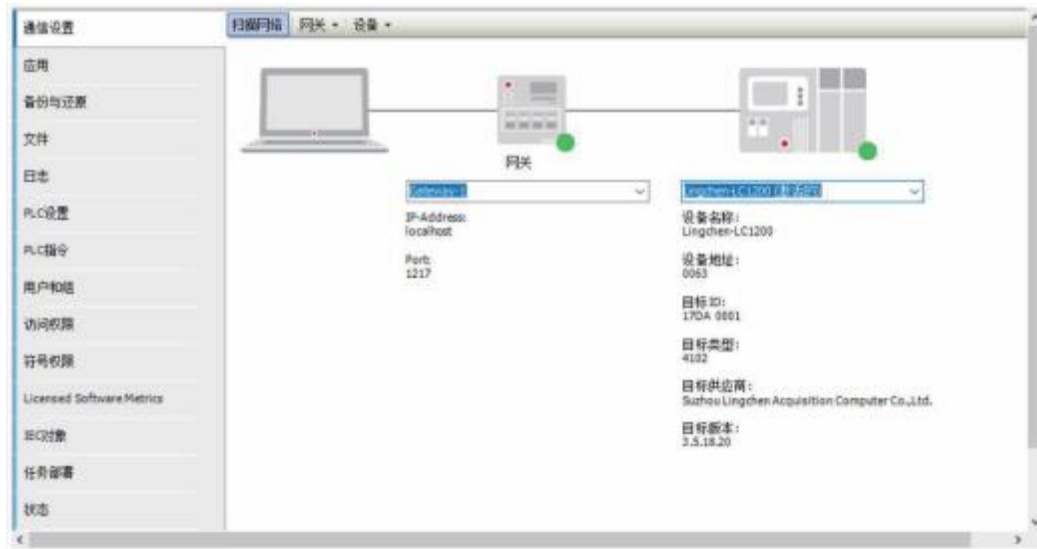 通信设置
应用
备份与还原
文件
日志
PLC设置
PLC指令
用户和组
访问权限
符号权限
Licensed Software Metrics
IEC对象
任务部署
状态
扫描网络 网关 设备
网关
Gateway-1
IP-Address:
localhost
Port:
1217
Lingchen-LC1200 (激活的)
设备名称:
Lingchen-LC1200
设备地址:
0063
目标ID:
17DA 0001
目标类型:
4102
目标供应商:
Suzhou Lingchen Acquisition Computer Co.,Ltd.
目标版本:
3.5.18.20